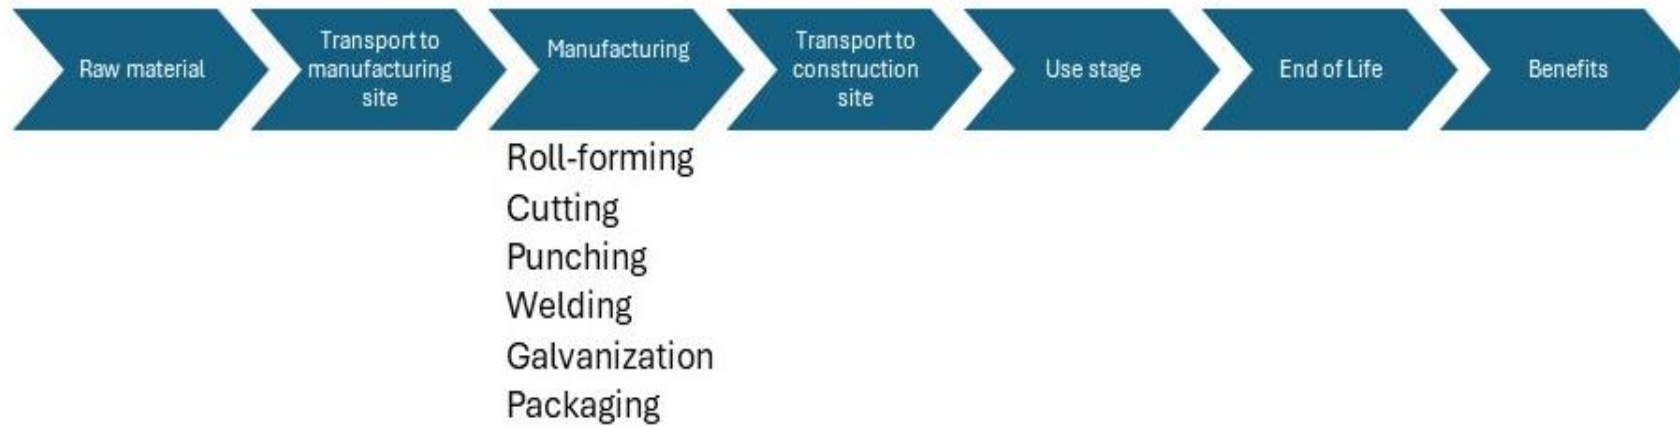 Raw material
Transport to
manufacturing
site
Manufacturing
Transport to
construction
site
Use stage
End of Life
Benefits
Roll-forming
Cutting
Punching
Welding
Galvanization
Packaging